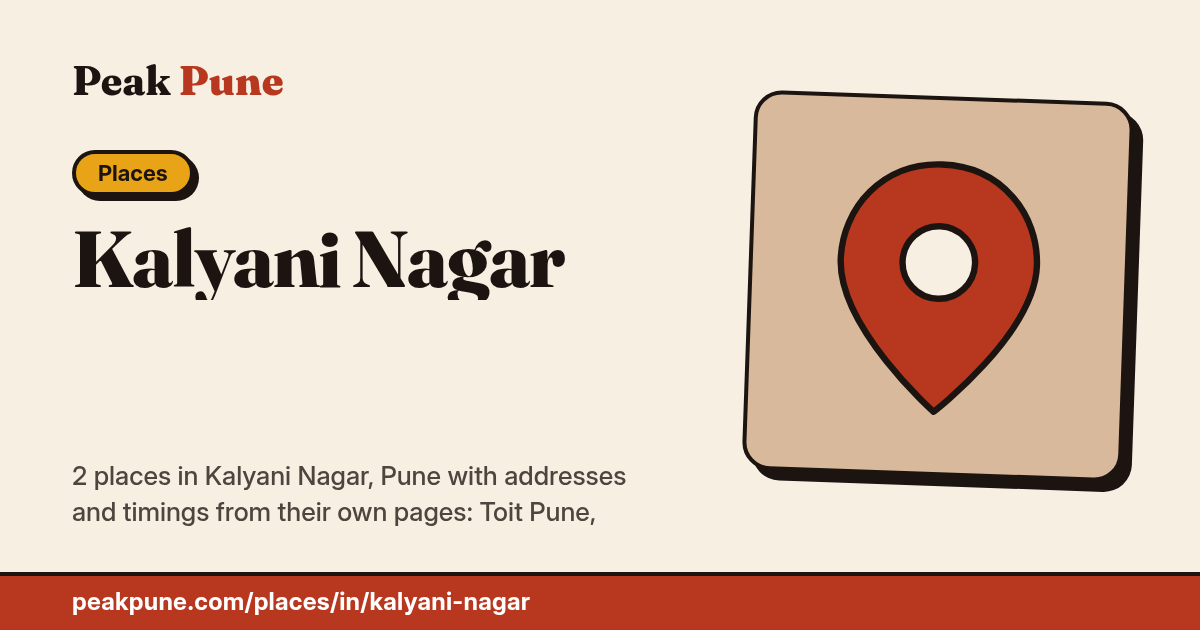 Peak Pune
Places
Kalyani Nagar
2 places in Kalyani Nagar, Pune with addresses
and timings from their own pages: Toit Pune,
peakpune.com/places/in/kalyani-nagar